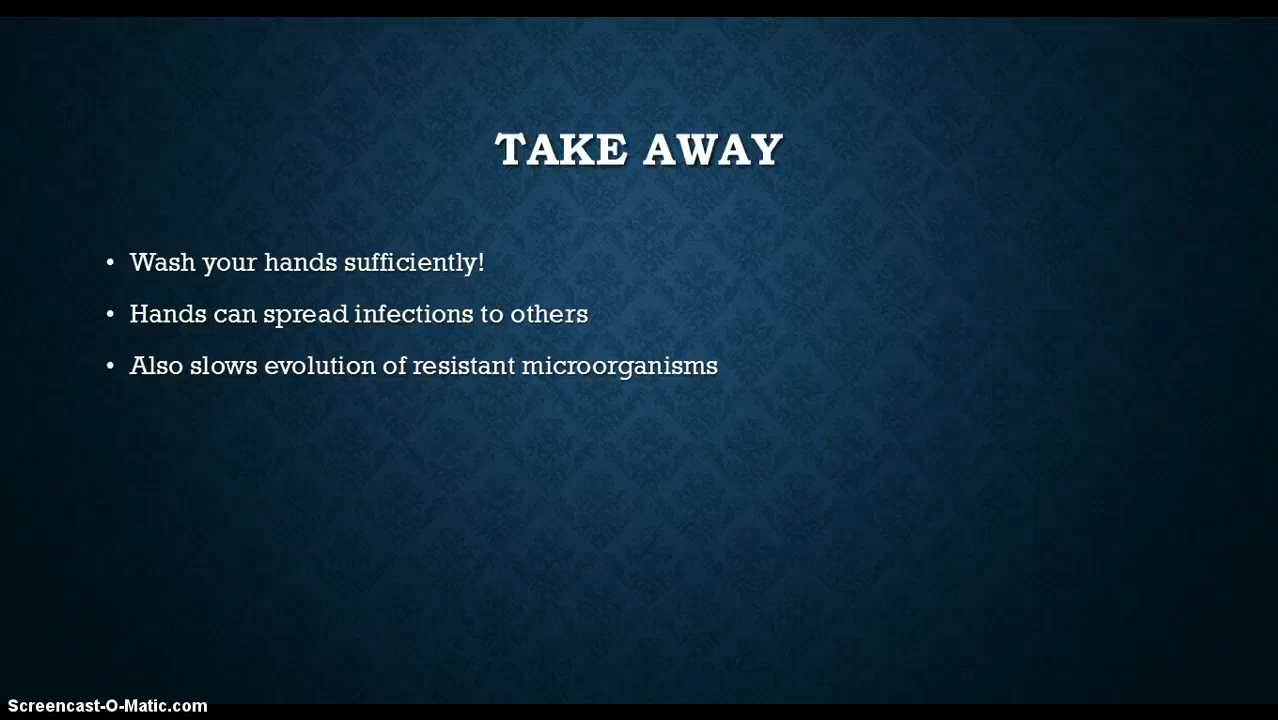 TAKE AWAY
• Wash your hands sufficiently!
• Hands can spread infections to others
• Also slows evolution of resistant microorganisms
Screencast-O-Matic.com